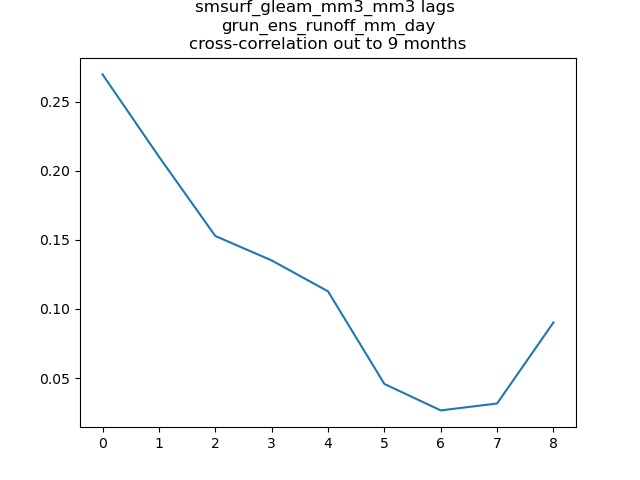 smsurf_gleam_mm3_mm3 lags
grun_ens_runoff_mm_day
cross-correlation out to 9 months
0.25
0.20
0.15
0.10
0.05
0 1 2 3 4 5 6 7 8